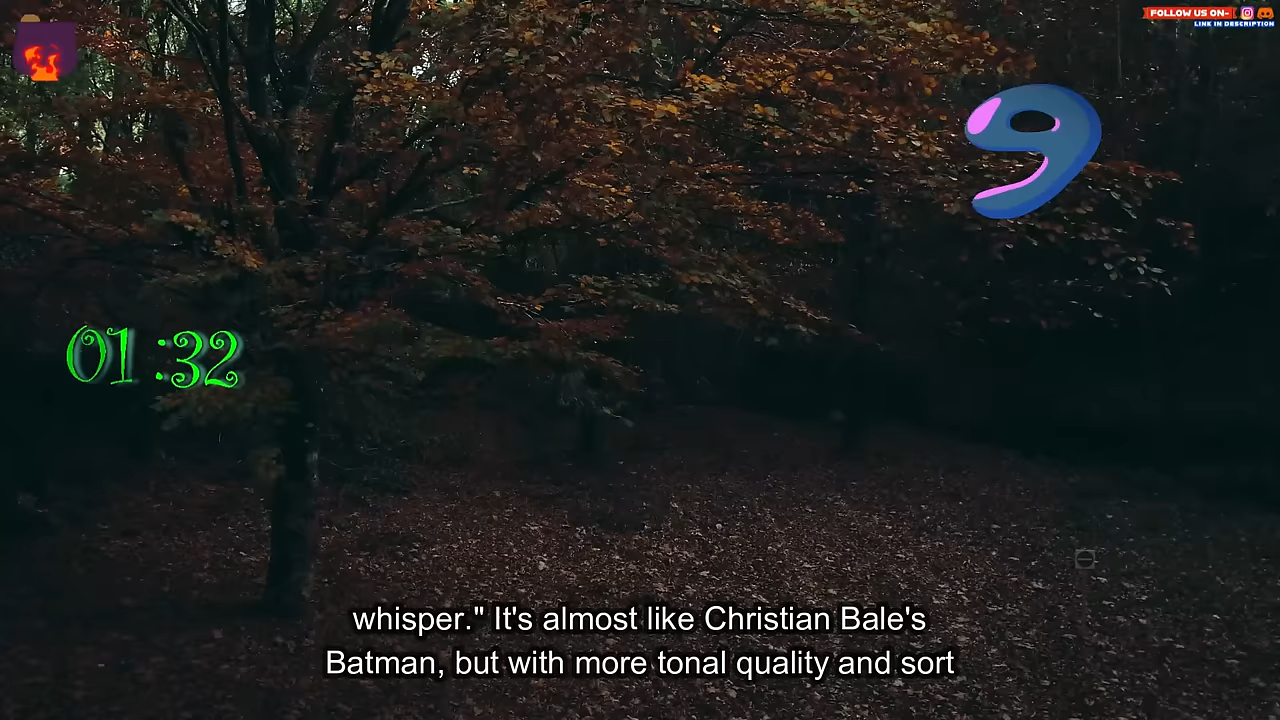 FOLLOW US ON-
LINK IN DESCRIPTION
9
01:32
whisper." It's almost like Christian Bale's
Batman, but with more tonal quality and sort